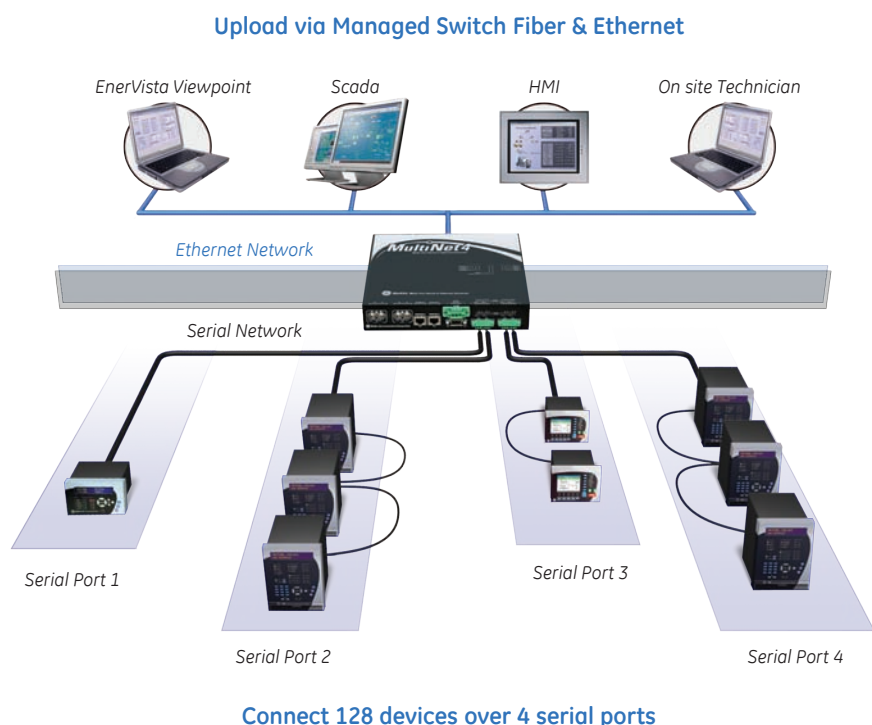 Upload via Managed Switch Fiber & Ethernet
EnerVista Viewpoint
Scada
HMI
On site Technician
Ethernet Network
MultiNet4
Serial Network
Serial Port 1
Serial Port 2
Serial Port 3
Serial Port 4
Connect 128 devices over 4 serial ports